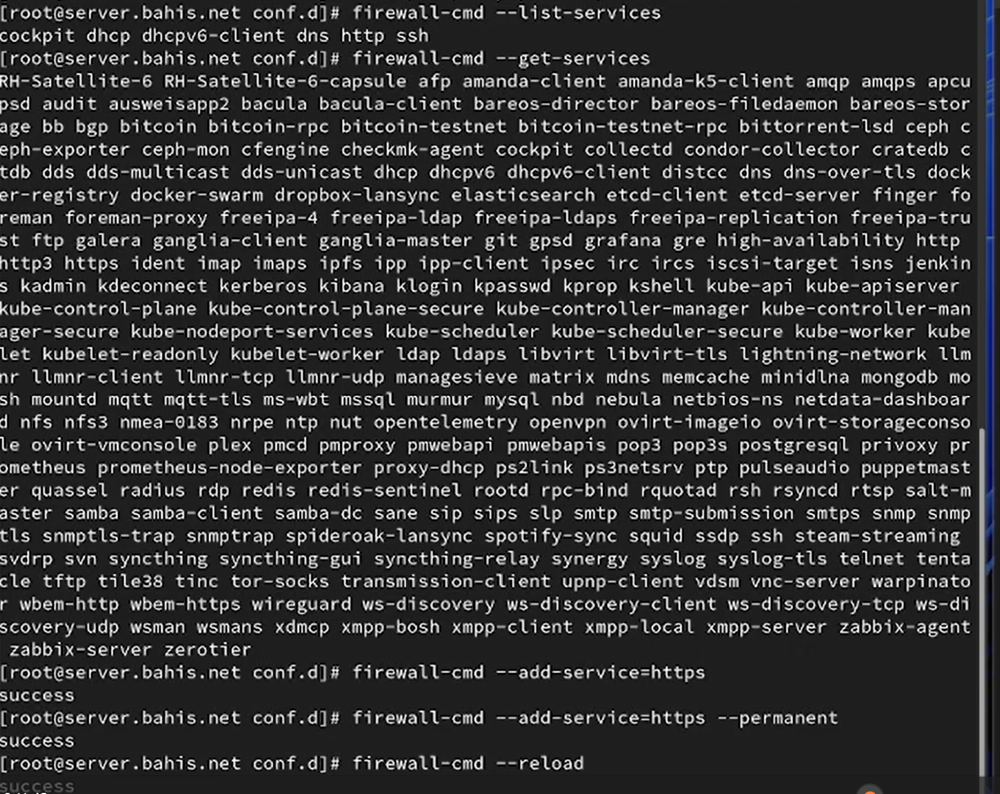 [root@server.bahis.net conf.d]# firewall-cmd --list-services
cockpit dhcp dhcpv6-client dns http ssh
[root@server.bahis.net conf.d]# firewall-cmd --get-services
RH-Satellite-6 RH-Satellite-6-capsule afp amanda-client amanda-k5-client amqp amqps apcu
psd audit ausweisapp2 bacula bacula-client bareos-director bareos-filedaemon bareos-stor
age bb bgp bitcoin bitcoin-rpc bitcoin-testnet bitcoin-testnet-rpc bittorrent-lsd ceph c
eph-exporter ceph-mon cfengine checkmk-agent cockpit collectd condor-collector cratedb c
tdb dds dds-multicast dds-unicast dhcp dhcpv6 dhcpv6-client distcc dns dns-over-tls dock
er-registry docker-swarm dropbox-lansync elasticsearch etcd-client etcd-server finger fo
reman foreman-proxy freeipa-4 freeipa-ldap freeipa-ldaps freeipa-replication freeipa-tru
st ftp galera ganglia-client ganglia-master git gpsd grafana gre high-availability http
http3 https ident imap imaps ipfs ipp ipp-client ipsec irc ircs iscsi-target isns jenkin
s kadmin kdeconnect kerberos kibana klogin kpasswd kprop kshell kube-api kube-apiserver
kube-control-plane kube-control-plane-secure kube-controller-manager kube-controller-man
ager-secure kube-nodeport-services kube-scheduler kube-scheduler-secure kube-worker kube
let kubelet-readonly kubelet-worker ldap ldaps libvirt libvirt-tls lightning-network llm
nr llmnr-client llmnr-tcp llmnr-udp managesieve matrix mdns memcache minidlna mongodb mo
sh mountd mqtt mqtt-tls ms-wbt mssql murmur mysql nbd nebula netbios-ns netdata-dashboar
d nfs nfs3 nmea-0183 nrpe ntp nut opentelemetry openvpn ovirt-imageio ovirt-storageconso
le ovirt-vmconsole plex pmcd pmproxy pmwebapi pmwebapis pop3 pop3s postgresql privoxy pr
ometheus prometheus-node-exporter proxy-dhcp ps2link ps3netsrv ptp pulseaudio puppetmast
er quassel radius rdp redis redis-sentinel rootd rpc-bind rquotad rsh rsyncd rtsp salt-m
aster samba samba-client samba-dc sane sip sips slp smtp smtp-submission smtps snmp snmp
tls snmptls-trap snmptrap spideroak-lansync spotify-sync squid ssdp ssh steam-streaming
svdrp svn syncthing syncthing-gui syncthing-relay synergy syslog syslog-tls telnet tenta
cle tftp tile38 tinc tor-socks transmission-client upnp-client vdsm vnc-server warpinato
r wbem-http wbem-https wireguard ws-discovery ws-discovery-client ws-discovery-tcp ws-di
scovery-udp wsman wsmans xdmcp xmpp-bosh xmpp-client xmpp-local xmpp-server zabbix-agent
zabbix-server zerotier
[root@server.bahis.net conf.d]# firewall-cmd --add-service=https
success
[root@server.bahis.net conf.d]# firewall-cmd --add-service=https --permanent
success
[root@server.bahis.net conf.d]# firewall-cmd --reload
success